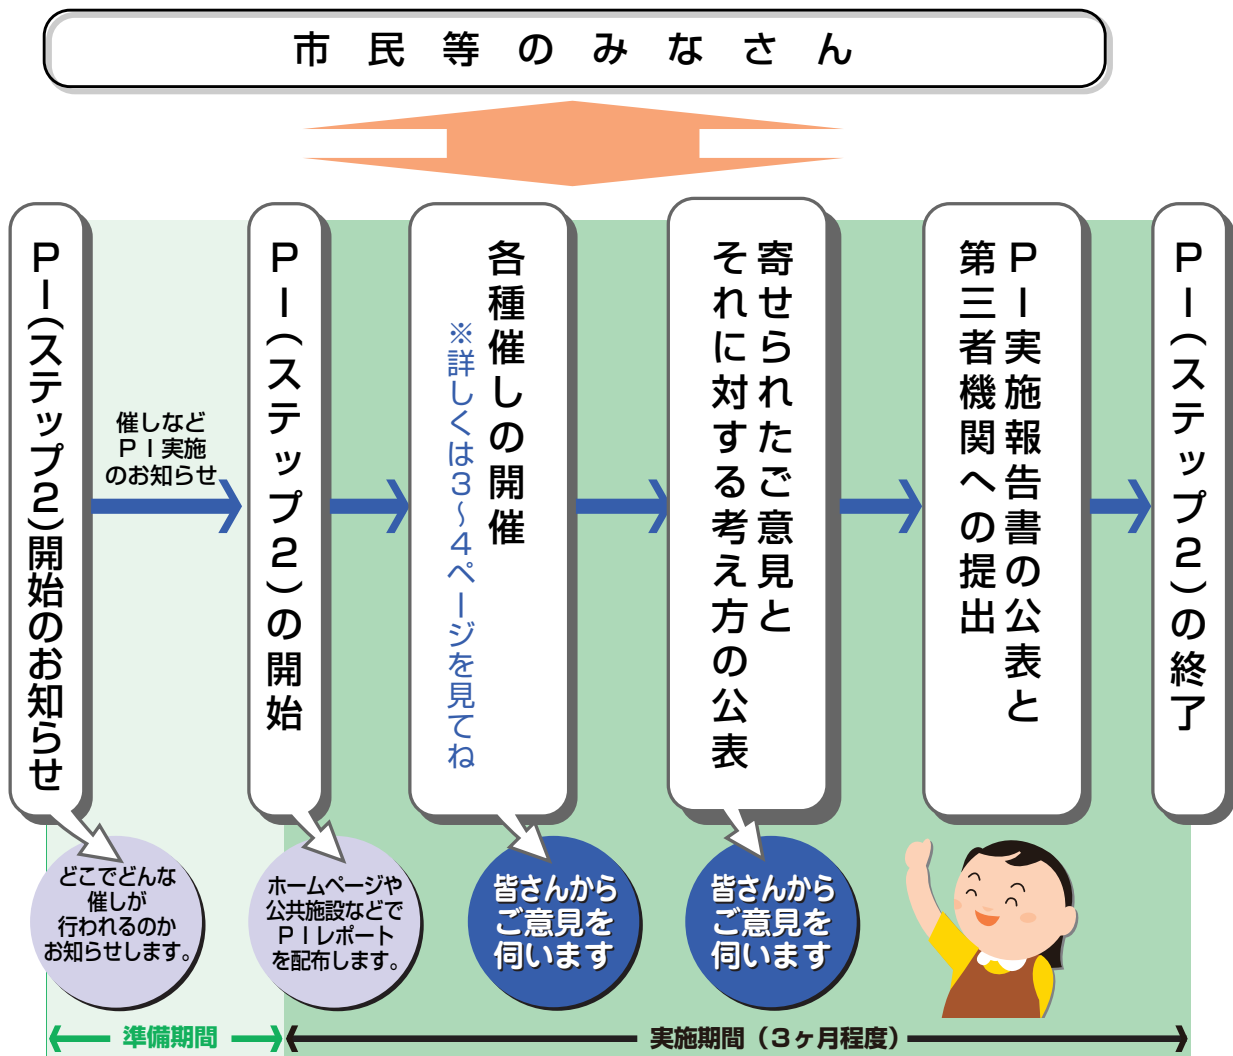 市民等のみなさん
PI(ステップ2)開始のお知らせ
催しなど
PI実施
のお知らせ
PI(ステップ2)の開始
各種催しの開催
※詳しくは3〜4ページを見てね
寄せられたご意見と
それに対する考え方の公表
PI実施報告書の公表と
第三者機関への提出
PI(ステップ2)の終了
どこでどんな
催しが
行われるのか
お知らせします。
ホームページや
公共施設などで
PIレポート
を配布します。
皆さんから
ご意見を
伺います
皆さんから
ご意見を
伺います
準備期間
実施期間(3ヶ月程度)